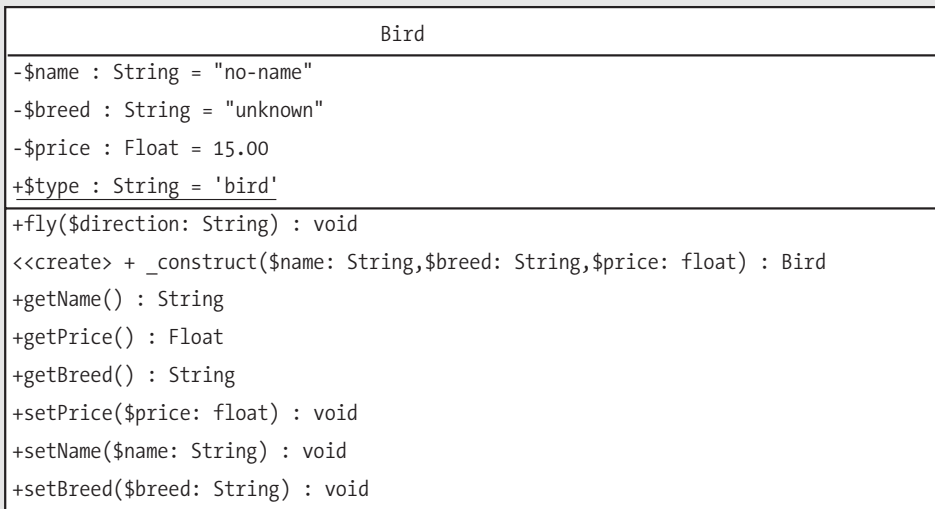 Bird
-$name : String = "no-name"
-$breed : String = "unknown"
-$price : Float = 15.00
+$type : String = 'bird'
+fly($direction: String) : void
<<create> + _construct($name: String,$breed: String,$price: float) : Bird
+getName() : String
+getPrice() : Float
+getBreed() : String
+setPrice($price: float) : void
+setName($name: String) : void
+setBreed($breed: String) : void